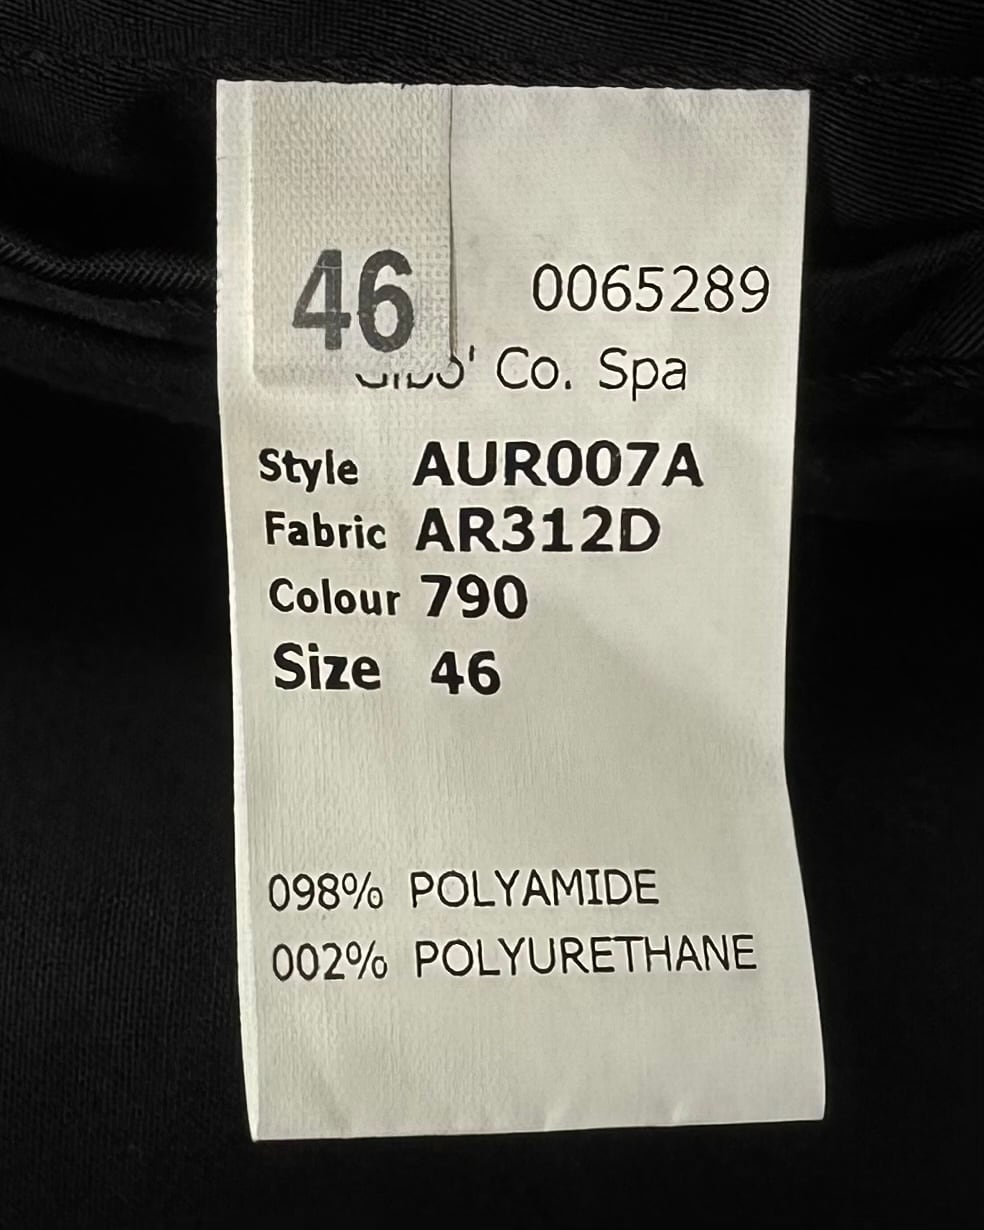 46
0065289
Co. Spa
Style AUR007A
Fabric AR312D
Colour 790
Size 46
098% POLYAMIDE
002% POLYURETHANE